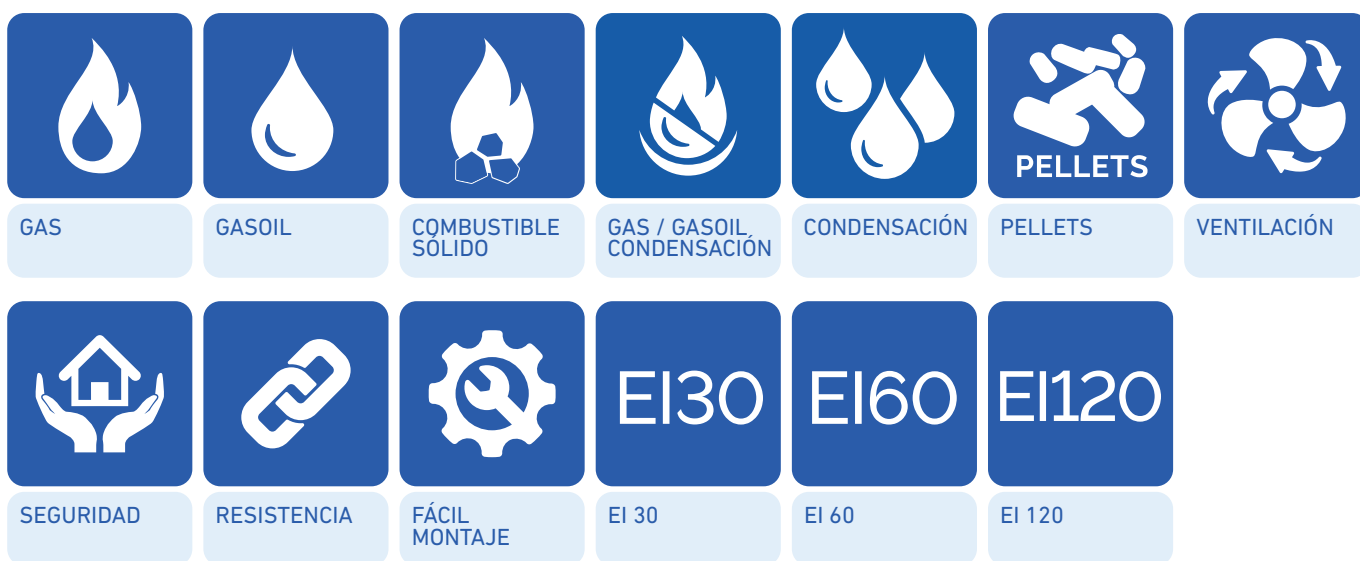 PELLETS
GAS
GASOIL
COMBUSTIBLE
SÓLIDO
GAS / GASOIL
CONDENSACIÓN
CONDENSACIÓN
PELLETS
VENTILACIÓN
EI30
EI60
EI120
SEGURIDAD
RESISTENCIA
FÁCIL
MONTAJE
EI 30
EI 60
EI 120